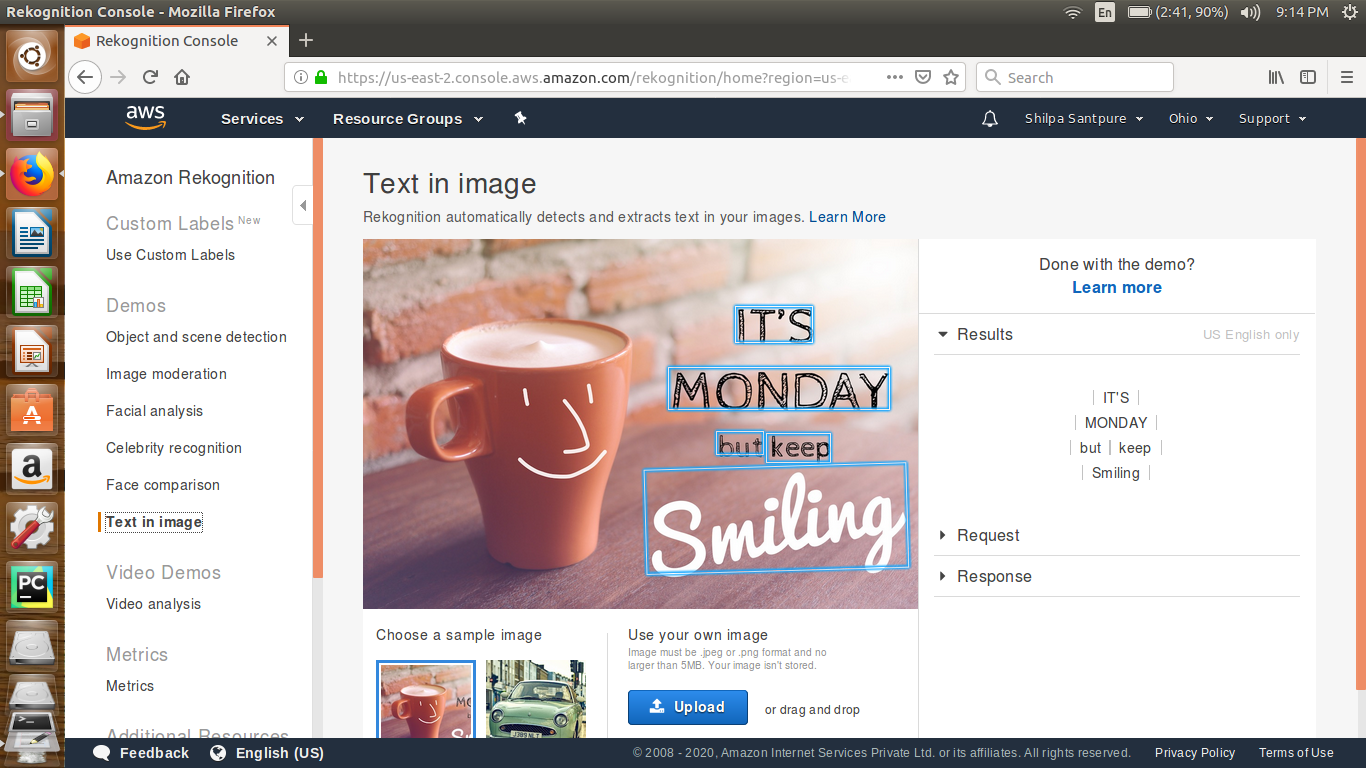 Rekognition Console - Mozilla Firefox
En (2:41, 90%) 9:14 PM
Rekognition Console
https://us-east-2.console.aws.amazon.com/rekognition/home?region=us-e
Search
aws Services Resource Groups Shilpa Santpure Ohio Support
Amazon Rekognition
Custom Labels New
Use Custom Labels
Demos
Object and scene detection
Image moderation
Facial analysis
Celebrity recognition
Face comparison
Text in image
Video Demos
Video analysis
Metrics
Metrics
Additional Resources
Text in image
Rekognition automatically detects and extracts text in your images. Learn More
IT'S
MONDAY
but keep
Smiling
Done with the demo?
Learn more
Results US English only
IT'S
MONDAY
but keep
Smiling
Request
Response
Choose a sample image
Use your own image
Image must be .jpeg or .png format and no
larger than 5MB. Your image isn't stored.
Upload or drag and drop
PC
Feedback English (US) © 2008 - 2020, Amazon Internet Services Private Ltd. or its affiliates. All rights reserved. Privacy Policy Terms of Use